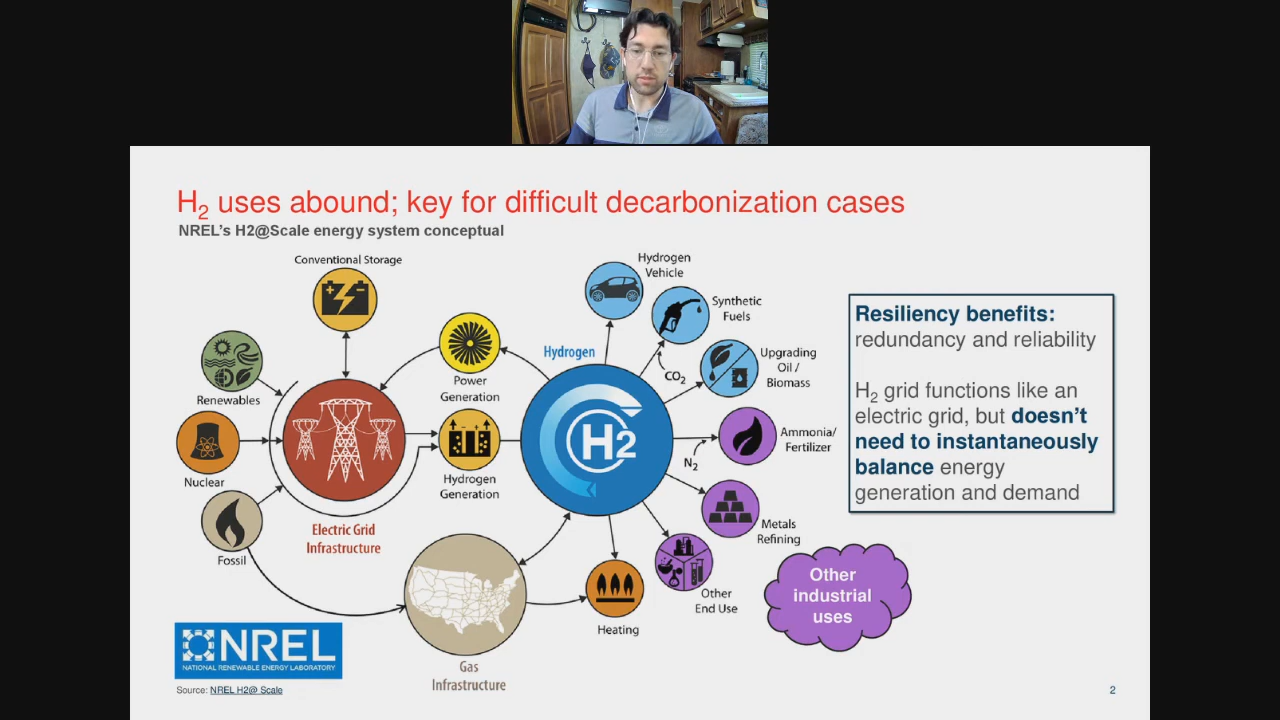 H2 uses abound; key for difficult decarbonization cases
NREL's H2@Scale energy system conceptual
Conventional Storage
Hydrogen
Vehicle
Synthetic
Fuels
Upgrading
Oil /
Biomass
CO2
Hydrogen
Power
Generation
Renewables
Nuclear
Fossil
Electric Grid
Infrastructure
Hydrogen
Generation
H2
N2
Ammonia/
Fertilizer
Metals
Refining
Other
End Use
Heating
Gas
Infrastructure
Resiliency benefits:
redundancy and reliability
H2 grid functions like an
electric grid, but doesn't
need to instantaneously
balance energy
generation and demand
Other
industrial
uses
NREL
NATIONAL RENEWABLE ENERGY LABORATORY
Source: NREL H2@ Scale
2